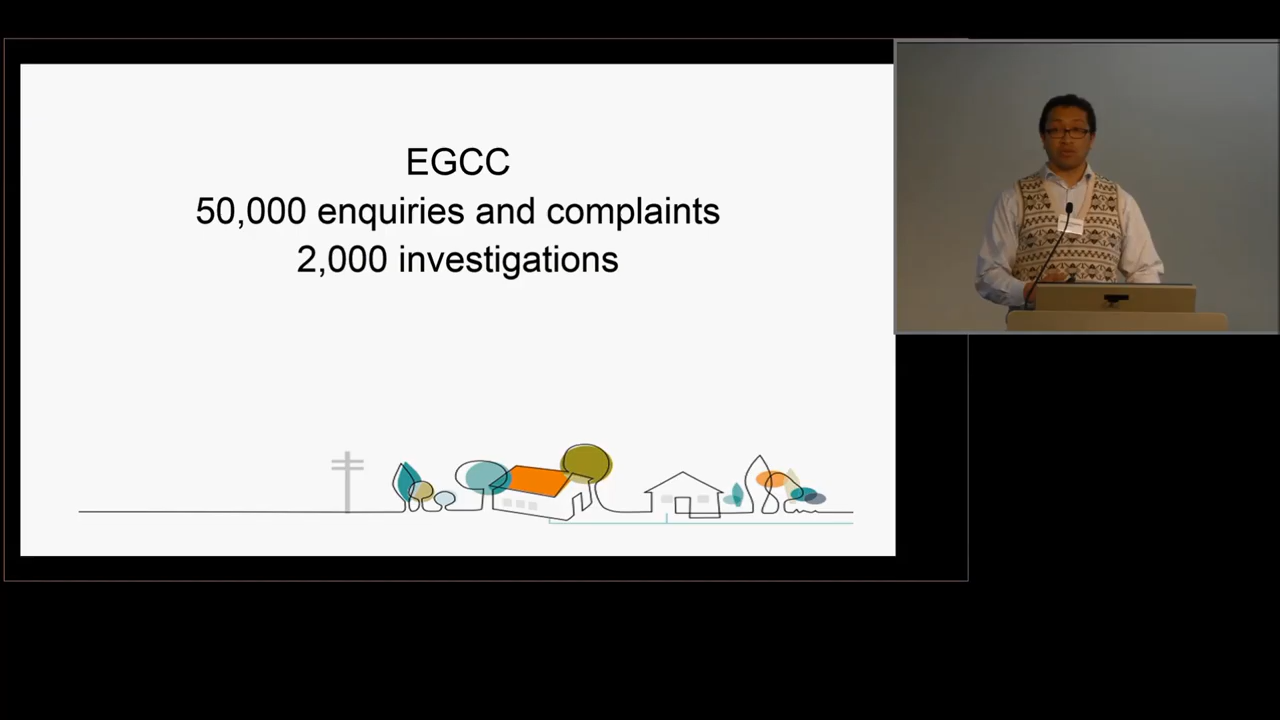 EGCC
50,000 enquiries and complaints
2,000 investigations